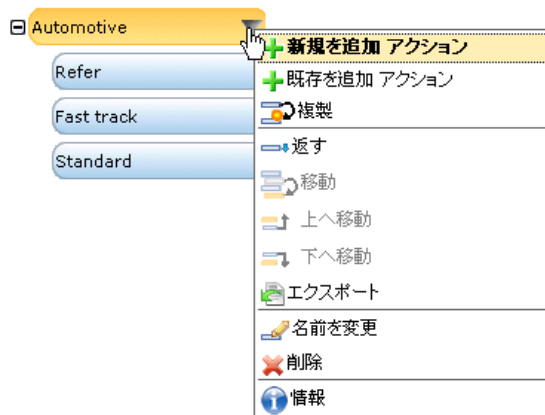 Automotive
Refer
Fast track
Standard
新規を追加 アクション
既存を追加 アクション
複製
返す
移動
上へ移動
下へ移動
エクスポート
名前を変更
削除
情報